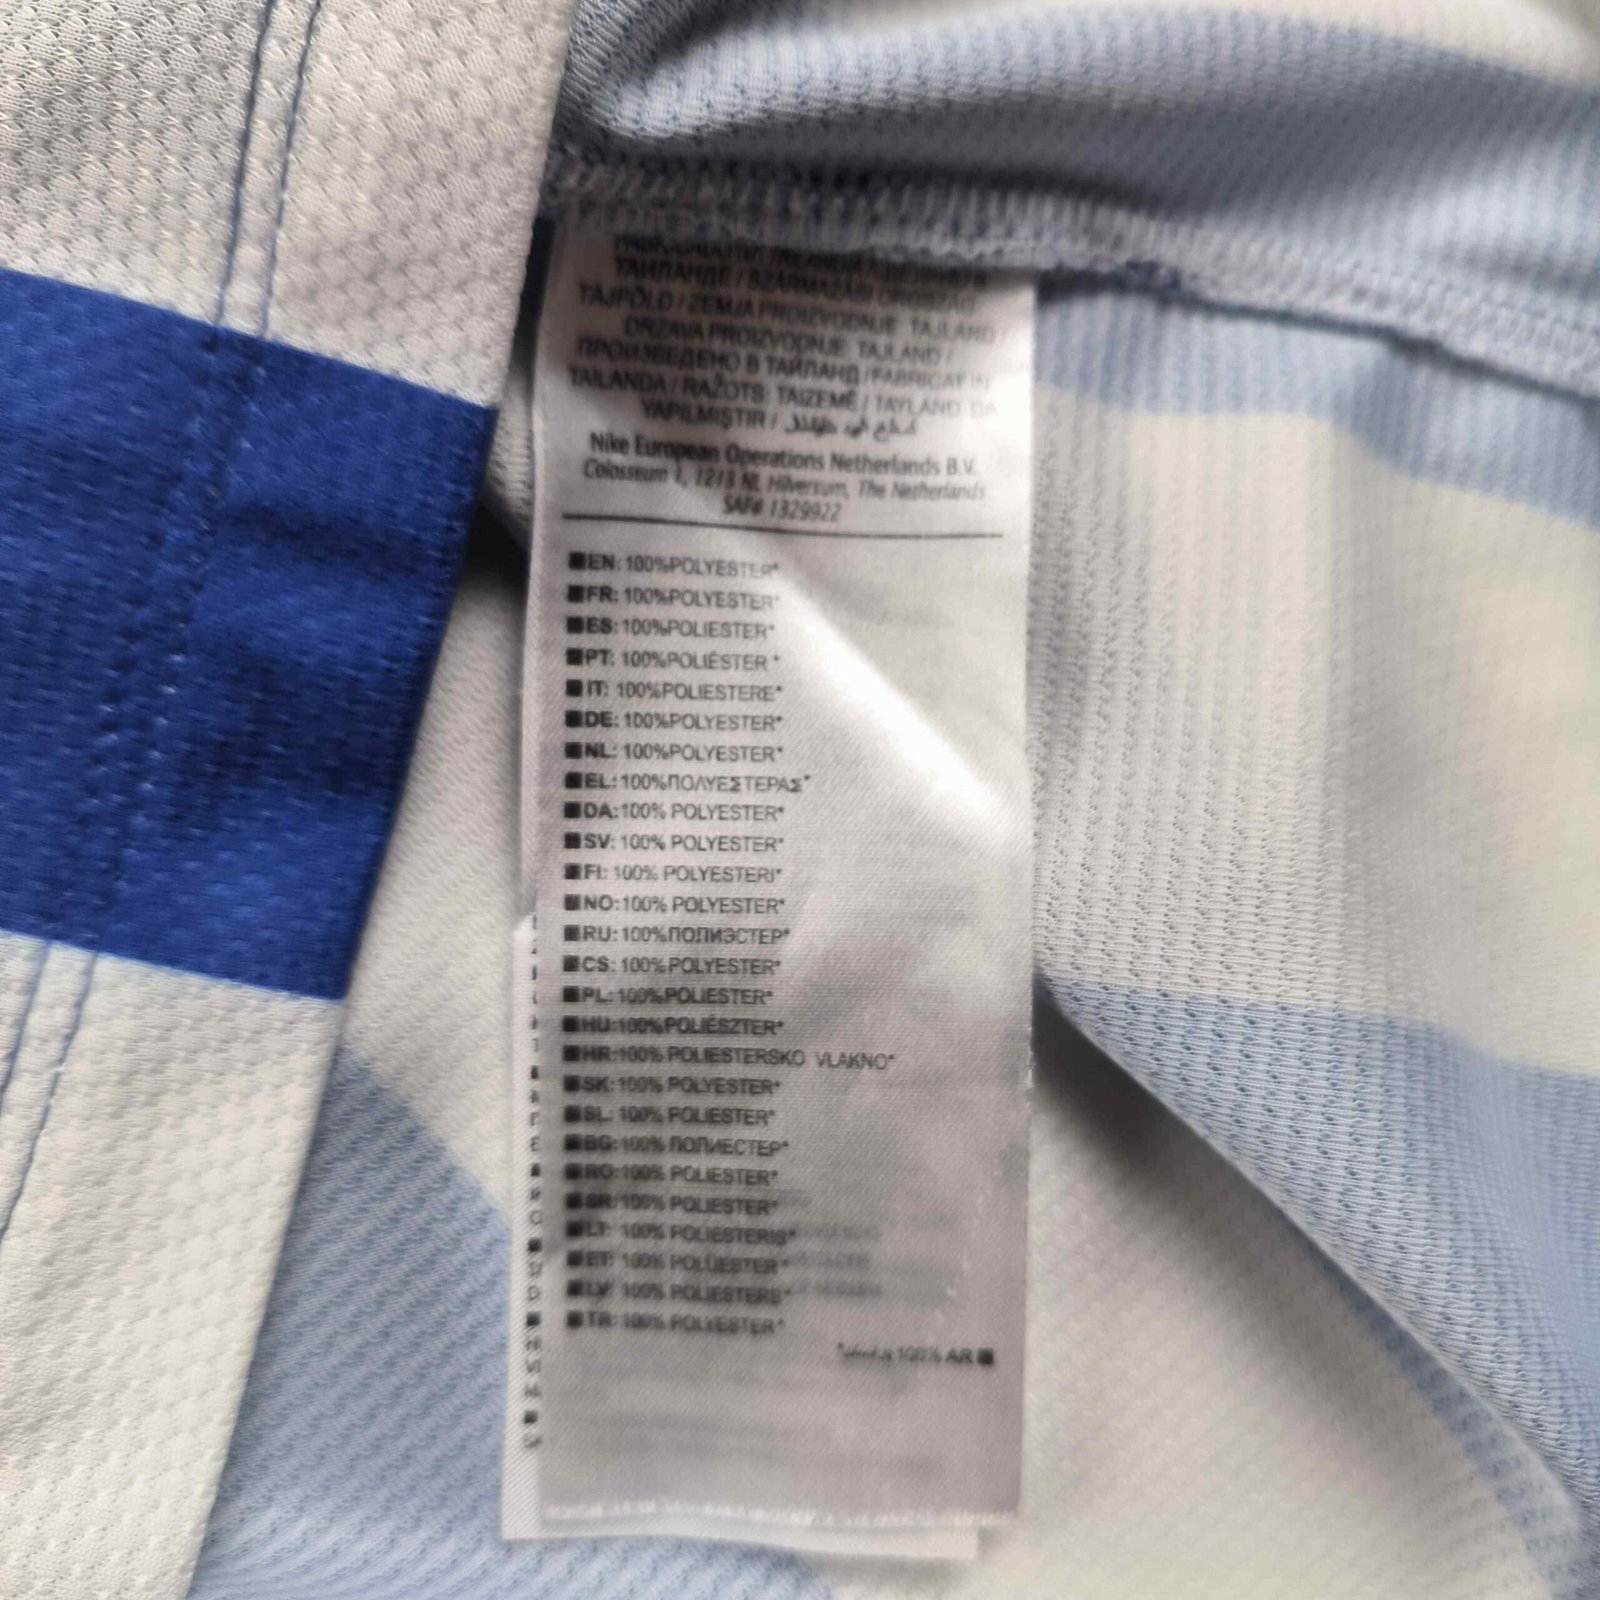 ТАИЛАНДЕ / SZÁRMAZÁSI ORSZÁG:
TAJFÖLD / ZEMJA PROIZVODNJE: TAJLAND /
DRZAVA PROIZVODNJE: TAJLAND /
ПРОИЗВЕДЕНО В ТАЙЛАНД /FABRICAT IN
TAILANDA / RAŽOTS: TAIZEMĒ / TAYLAND' DA
YAPILMIŞTIR /
Nike European Operations Netherlands B.V.
Colosseum 1, 1213 NL Hilversum, The Netherlands
SAF# 1329922
■EN: 100%POLYESTER*
■FR: 100%POLYESTER*
■ES: 100%POLIESTER*
■PT: 100%POLIÉSTER *
■IT: 100%POLIESTERE*
■DE: 100%POLYESTER*
■NL: 100%POLYESTER*
■EL: 100%ΠΟΛΥΕΣΤΕΡΑΣ*
■DA: 100% POLYESTER*
■SV: 100% POLYESTER*
■FI: 100% POLYESTERI*
■NO: 100% POLYESTER*
■RU: 100%ПОЛИЭСТЕР*
■CS: 100% POLYESTER*
■PL: 100%POLIESTER*
■HU:100%POLIÉSZTER*
■HR:100% POLIESTERSKO VLAKNO*
■SK: 100% POLYESTER*
■SL: 100% POLIESTER*
■BG: 100% ПОЛИЕСТЕР*
■RO: 100% POLIESTER*
■SR: 100% POLIESTER*
■LT: 100% POLIESTERIS*
■ET: 100% POLÜESTER*
■LV: 100% POLIESTERS*
■TR: 100% POLYESTER*
100% AR ■